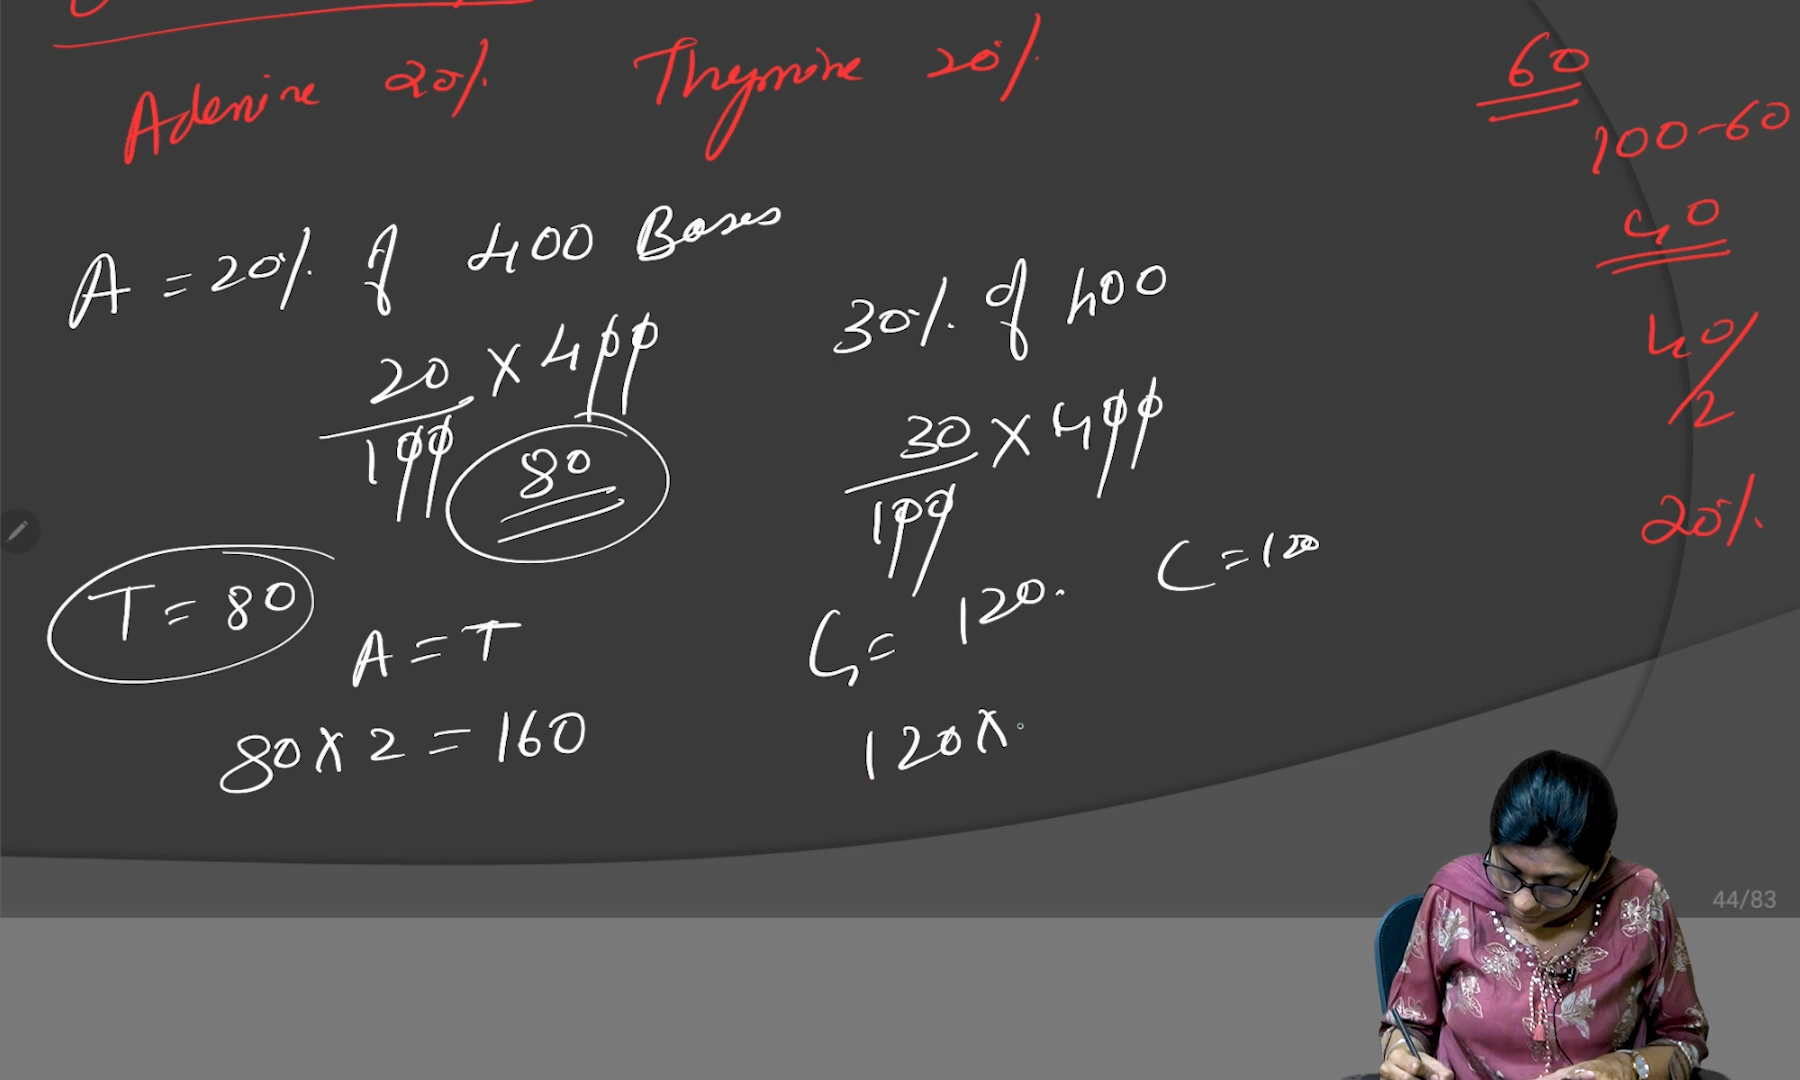 Adenine 20% Thymine 20%
60
100-60
40
40/2
20%
A = 20% of 400 Bases
20/100 × 400
80
T = 80
A = T
80 × 2 = 160
30% of 400
30/100 × 400
G = 120.
C = 120
120 ×
44/83